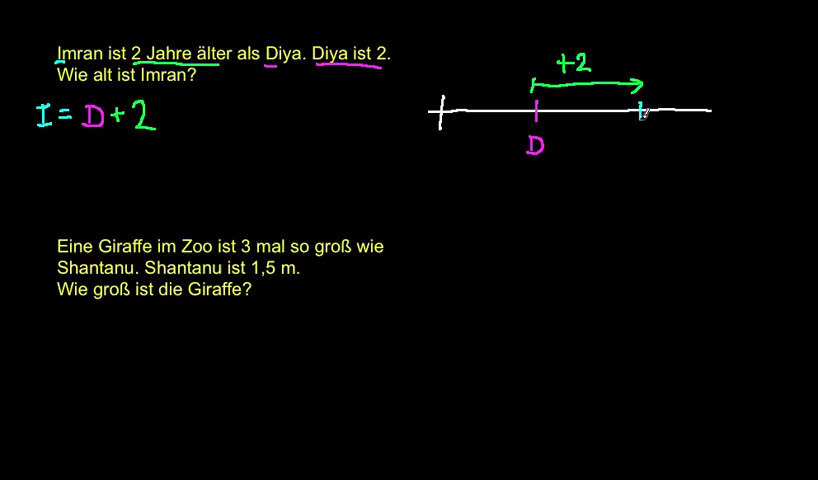 Imran ist 2 Jahre älter als Diya. Diya ist 2.
Wie alt ist Imran?
I = D + 2
+2
D
Eine Giraffe im Zoo ist 3 mal so groß wie
Shantanu. Shantanu ist 1,5 m.
Wie groß ist die Giraffe?